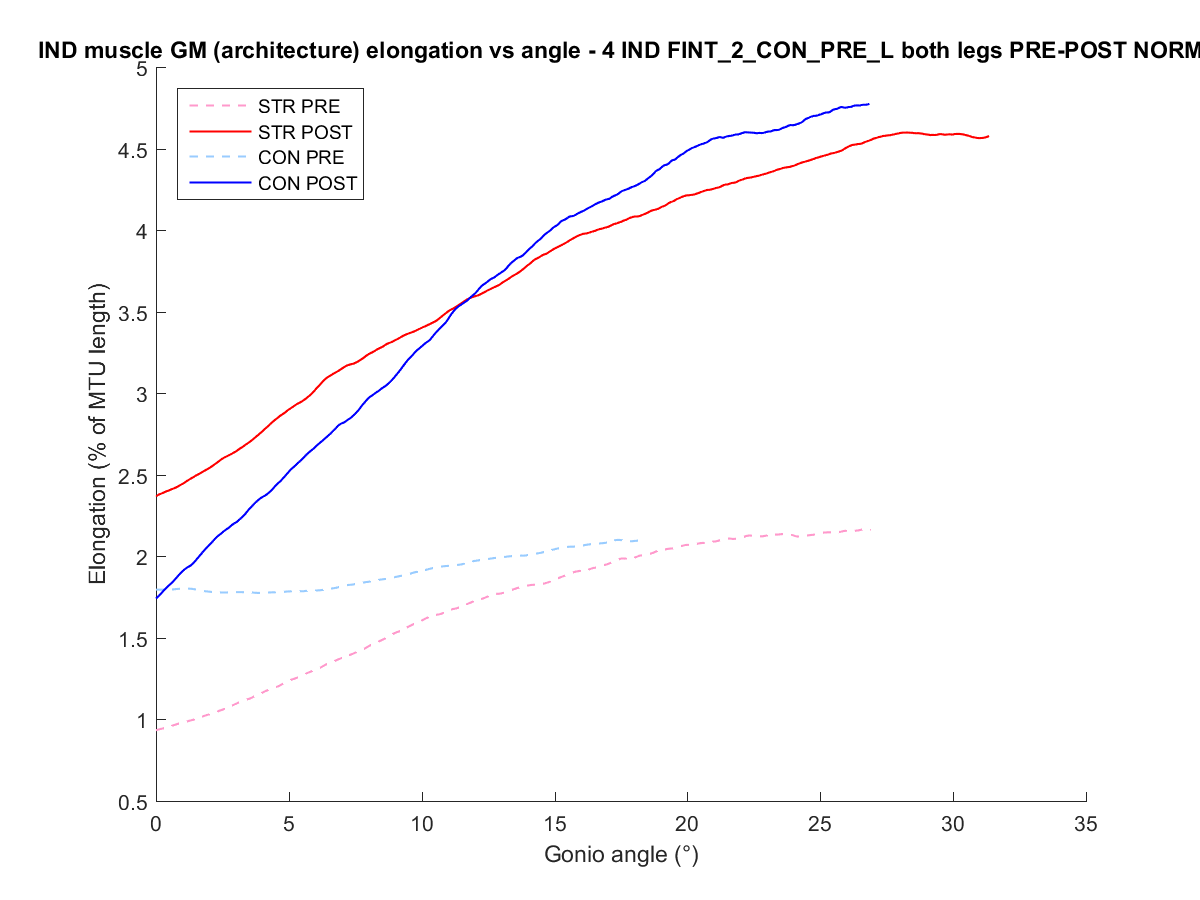 IND muscle GM (architecture) elongation vs angle - 4 IND FINT_2_CON_PRE_L both legs PRE-POST NORM
5
STR PRE
STR POST
CON PRE
CON POST
4.5
4
3.5
3
2.5
2
1.5
1
0.5
Elongation (% of MTU length)
0 5 10 15 20 25 30 35
Gonio angle (°)